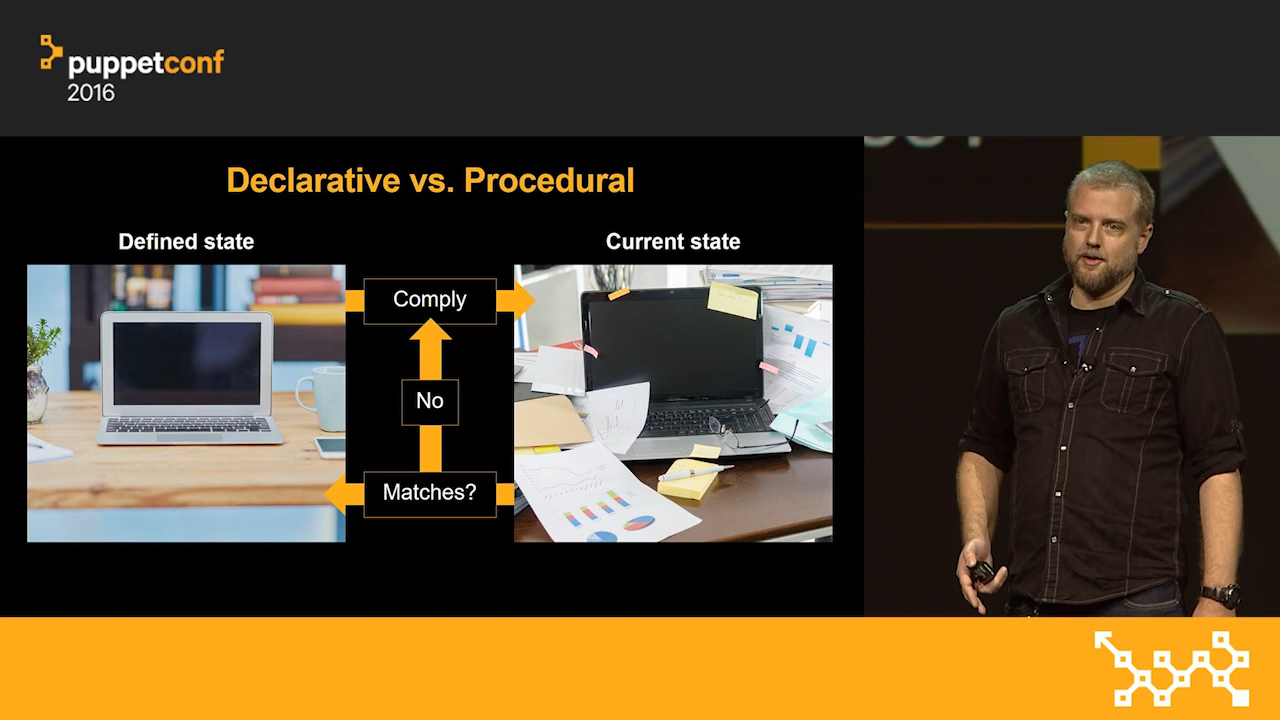 puppetconf
2016
Declarative vs. Procedural
Defined state
Current state
Comply
No
Matches?